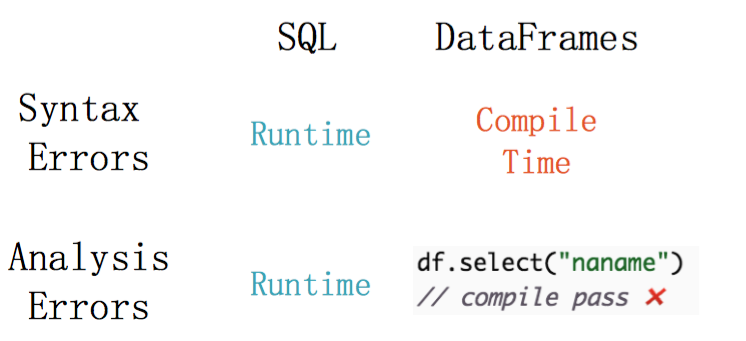 SQL DataFrames
Syntax
Errors
Runtime
Compile
Time
Analysis
Errors
Runtime
df.select("naname")
// compile pass ❌